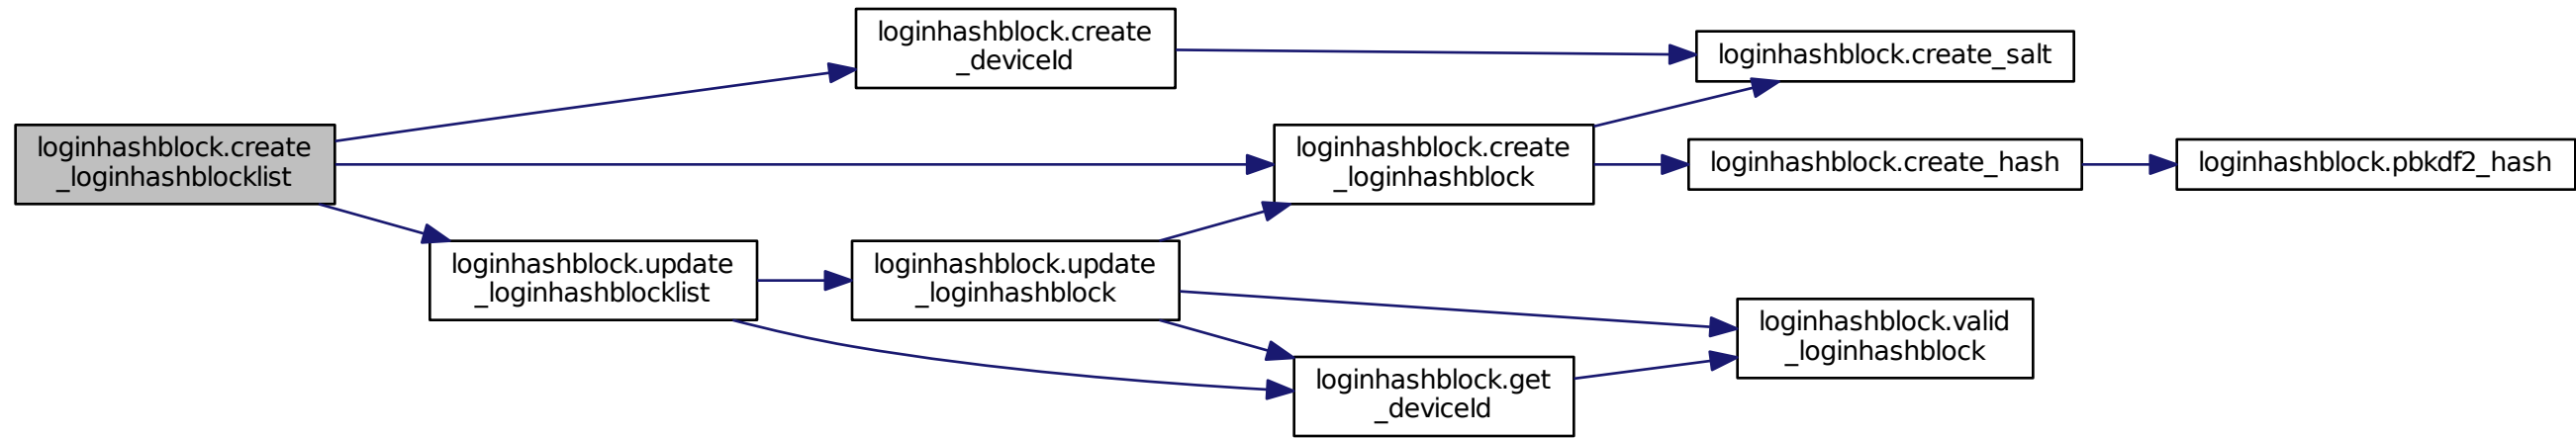 loginhashblock.create
_loginhashblocklist
loginhashblock.create
_deviceId
loginhashblock.create_salt
loginhashblock.create
_loginhashblock
loginhashblock.create_hash
loginhashblock.pbkdf2_hash
loginhashblock.update
_loginhashblocklist
loginhashblock.update
_loginhashblock
loginhashblock.valid
_loginhashblock
loginhashblock.get
_deviceId